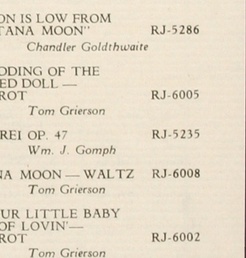 ON IS LOW FROM
TANA MOON" RJ-5286
Chandler Goldthwaite
DDING OF THE
ED DOLL —
ROT RJ-6005
Tom Grierson
REI OP. 47 RJ-5235
Wm. J. Gomph
NA MOON — WALTZ RJ-6008
Tom Grierson
UR LITTLE BABY
OF LOVIN'—
ROT RJ-6002
Tom Grierson